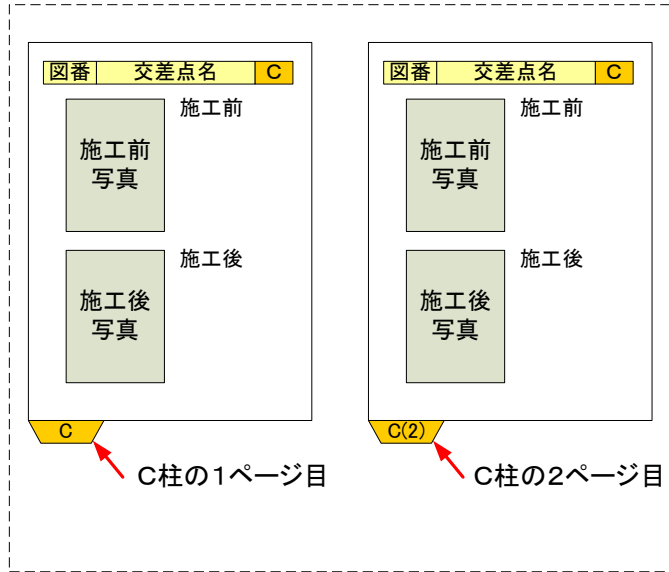 図番 交差点名 C
施工前
施工前
写真
施工後
施工後
写真
C
C柱の1ページ目
図番 交差点名 C
施工前
施工前
写真
施工後
施工後
写真
C(2)
C柱の2ページ目